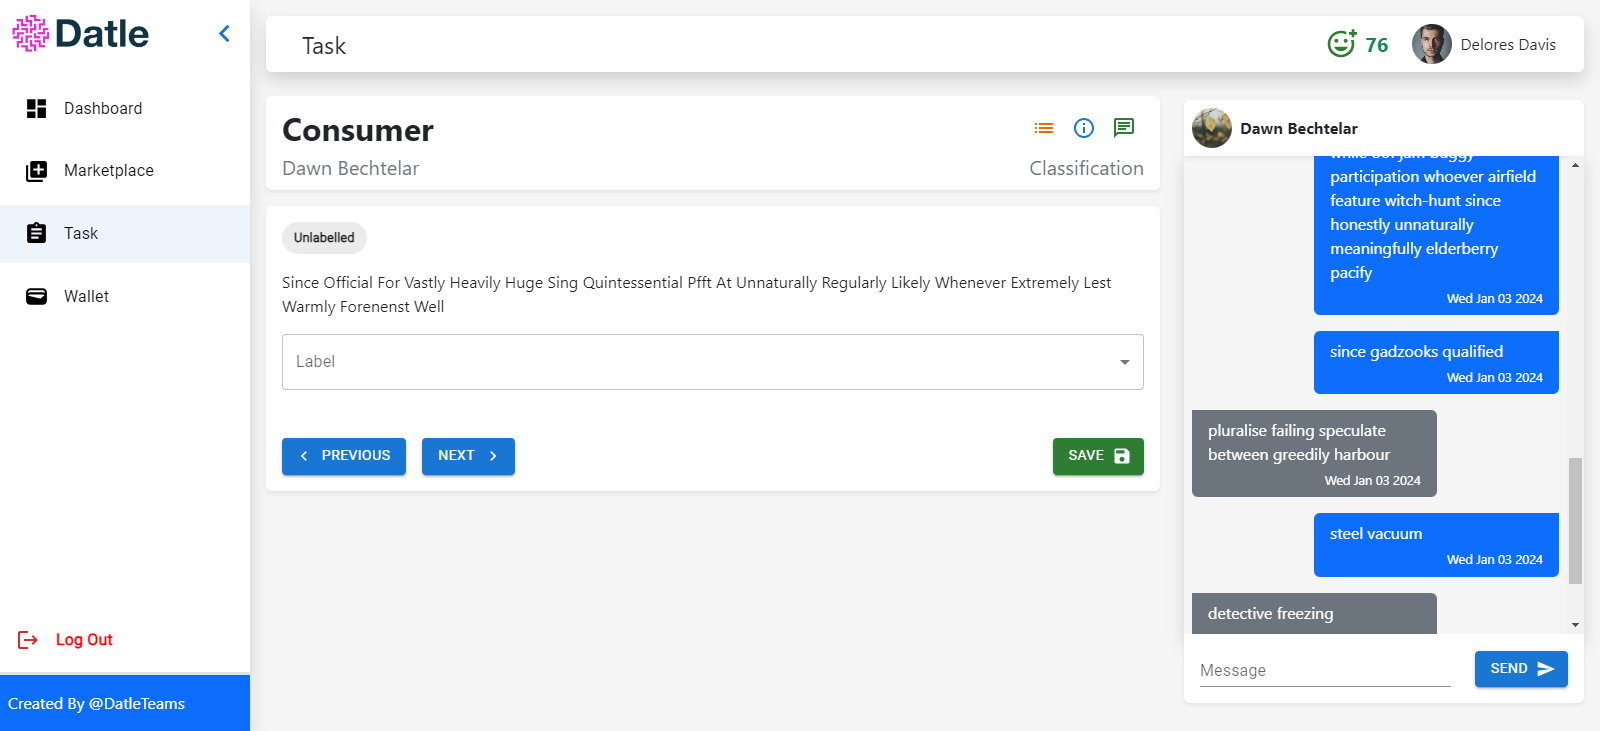 Datle
Dashboard
Marketplace
Task
Wallet
Log Out
Created By @DatleTeams
Task
76
Delores Davis
Consumer
Dawn Bechtelar
Classification
Unlabelled
Since Official For Vastly Heavily Huge Sing Quintessential Pfft At Unnaturally Regularly Likely Whenever Extremely Lest
Warmly Forenenst Well
Label
PREVIOUS
NEXT
SAVE
Dawn Bechtelar
participation whoever airfield
feature witch-hunt since
honestly unnaturally
meaningfully elderberry
pacify
Wed Jan 03 2024
since gadzooks qualified
Wed Jan 03 2024
pluralise failing speculate
between greedily harbour
Wed Jan 03 2024
steel vacuum
Wed Jan 03 2024
detective freezing
Message
SEND